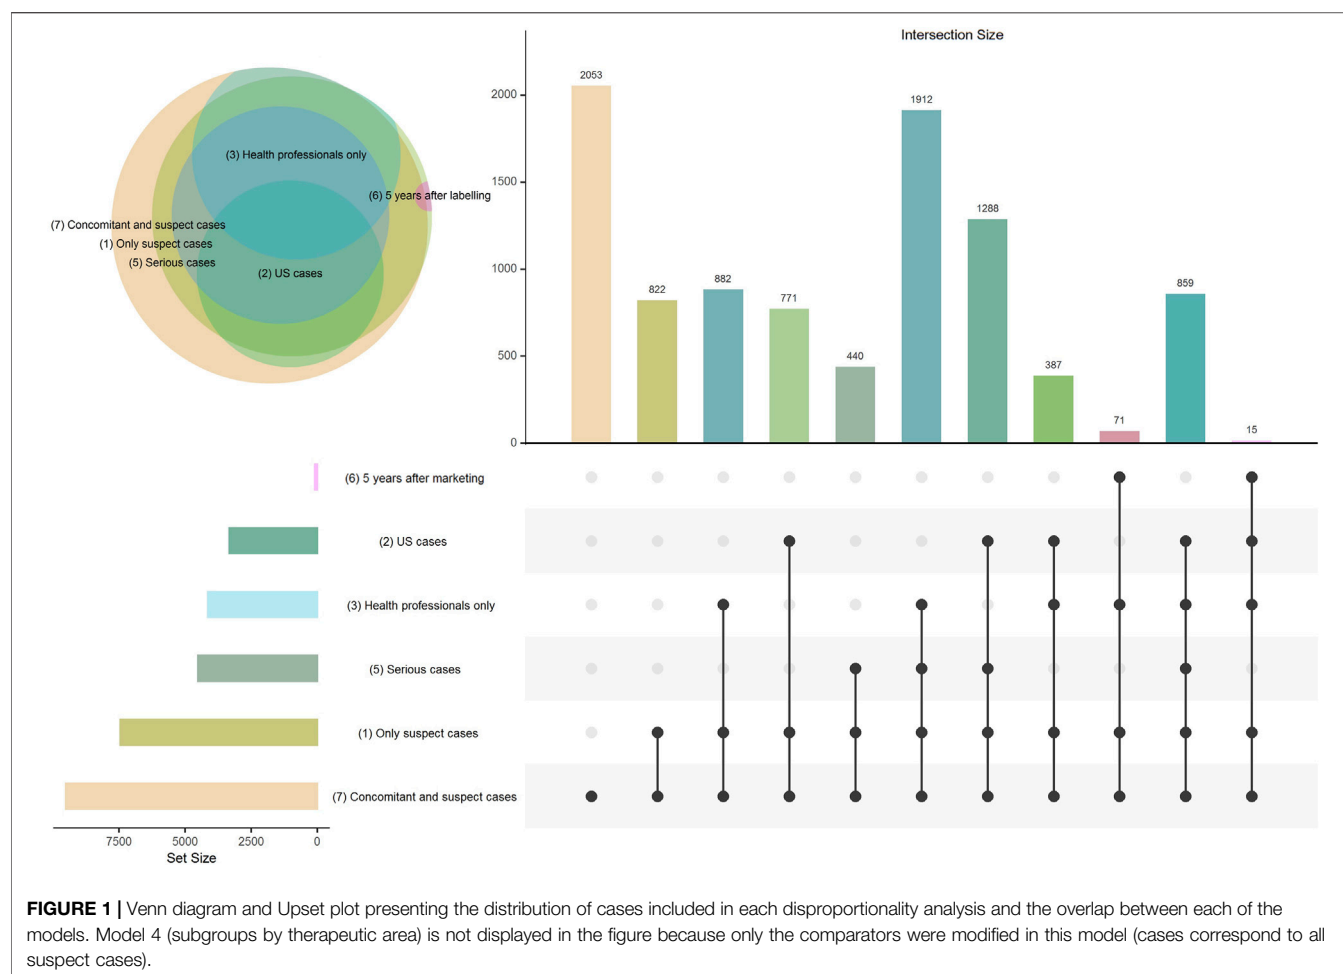 Intersection Size
2053
1912
2000
(3) Health professionals only
1500
(6) 5 years after labelling
1288
(7) Concomitant and suspect cases
(1) Only suspect cases
(5) Serious cases
(2) US cases
1000
882
859
822
771
500
440
387
71
15
0
(6) 5 years after marketing
(2) US cases
(3) Health professionals only
(5) Serious cases
(1) Only suspect cases
(7) Concomitant and suspect cases
7500 5000 2500 0
Set Size
FIGURE 1 | Venn diagram and Upset plot presenting the distribution of cases included in each disproportionality analysis and the overlap between each of the
models. Model 4 (subgroups by therapeutic area) is not displayed in the figure because only the comparators were modified in this model (cases correspond to all
suspect cases).